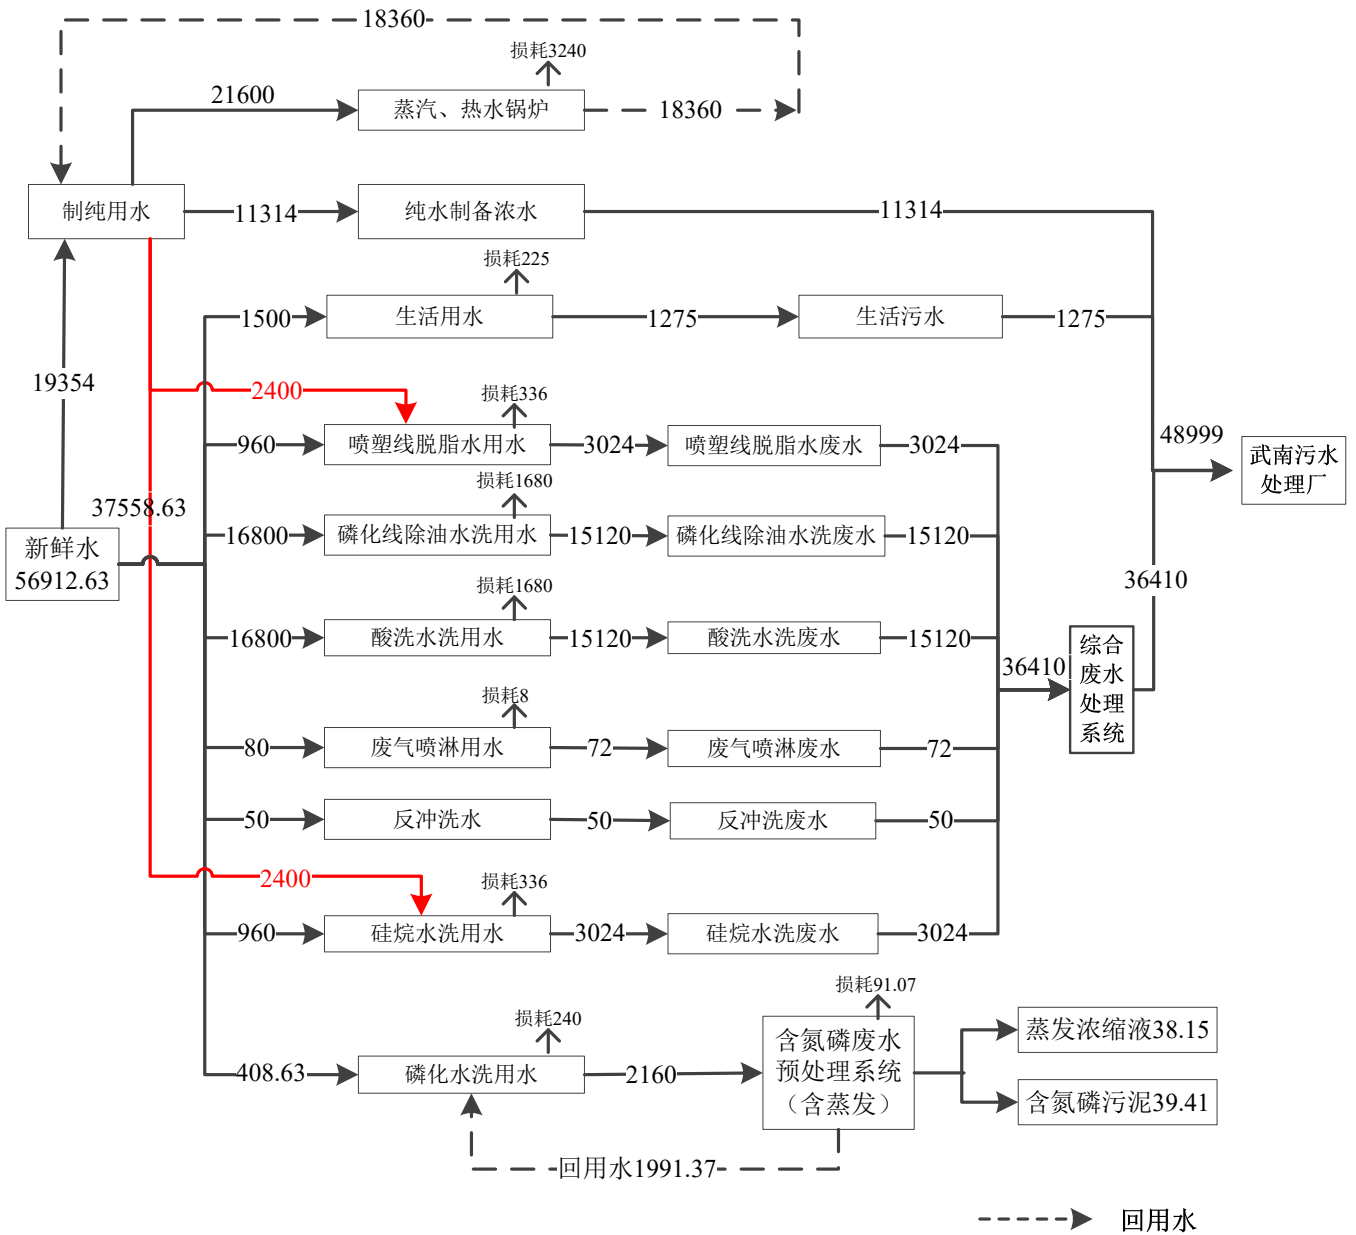 18360
损耗3240
21600
蒸汽、热水锅炉
18360
制纯用水
11314
纯水制备浓水
11314
损耗225
1500
生活用水
1275
生活污水
1275
19354
2400
损耗336
960
喷塑线脱脂水用水
3024
喷塑线脱脂水废水
3024
48999
武南污水
处理厂
损耗1680
37558.63
16800
磷化线除油水洗用水
15120
磷化线除油水洗废水
15120
新鲜水
56912.63
36410
损耗1680
16800
酸洗水洗用水
15120
酸洗水洗废水
15120
36410
综合
废水
处理
系统
损耗8
80
废气喷淋用水
72
废气喷淋废水
72
50
反冲洗水
50
反冲洗废水
50
2400
损耗336
960
硅烷水洗用水
3024
硅烷水洗废水
3024
损耗91.07
损耗240
408.63
磷化水洗用水
2160
含氮磷废水
预处理系统
（含蒸发）
蒸发浓缩液38.15
含氮磷污泥39.41
回用水1991.37
回用水